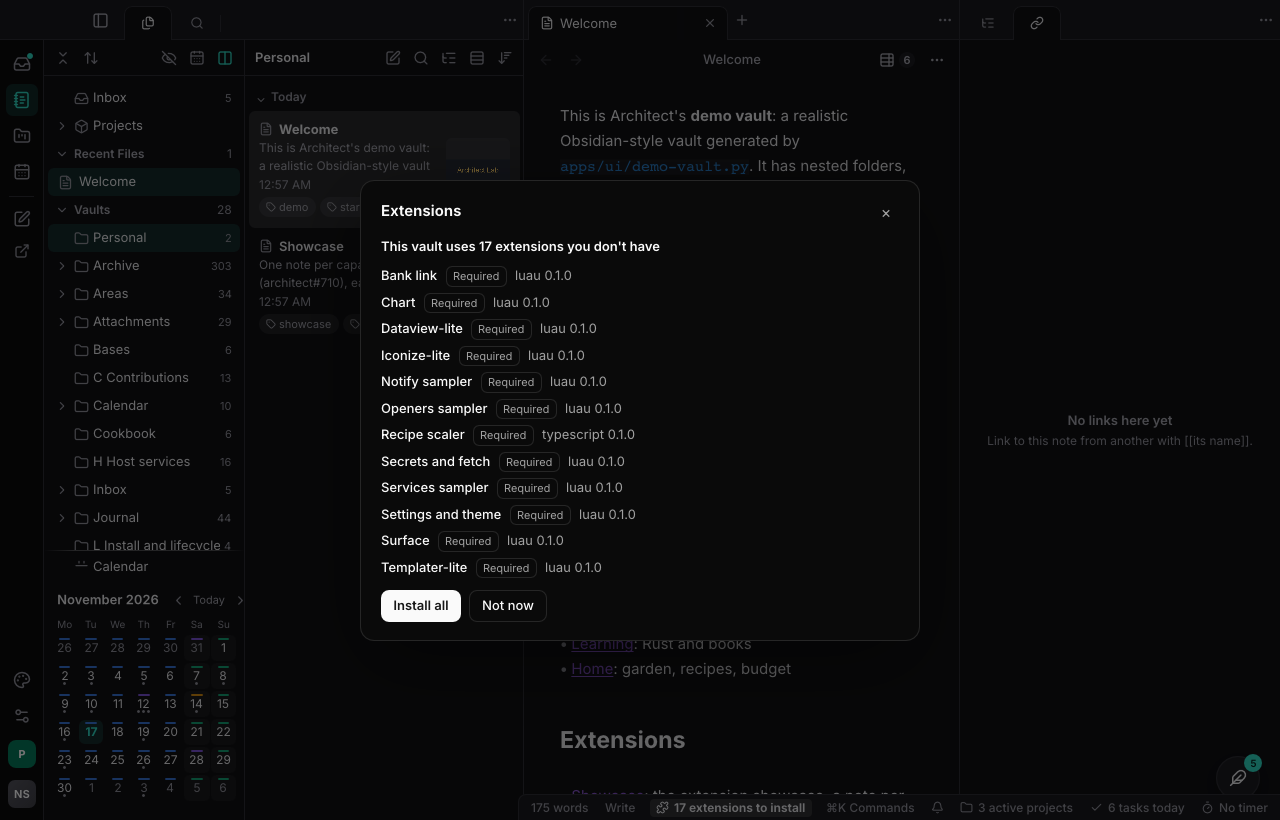 Welcome
Personal
Welcome
6
Inbox 5
Projects
Recent Files 1
Welcome
Vaults 28
Personal 2
Archive 303
Areas 34
Attachments 29
Bases 6
C Contributions 13
Calendar 10
Cookbook 6
H Host services 16
Inbox 5
Journal 44
L Install and lifecycle 4
Calendar
November 2026 Today
Mo Tu We Th Fr Sa Su
26 27 28 29 30 31 1
2 3 4 5 6 7 8
9 10 11 12 13 14 15
16 17 18 19 20 21 22
23 24 25 26 27 28 29
30 1 2 3 4 5 6
P
NS
Today
Welcome
This is Architect's demo vault:
a realistic Obsidian-style vault
12:57 AM
demo
Architect Lab
Showcase
One note per
(architect#710),
12:57 AM
showcase
This is Architect's demo vault: a realistic
Obsidian-style vault generated by
apps/ui/demo-vault.py. It has nested folders,
Extensions
This vault uses 17 extensions you don't have
Bank link Required luau 0.1.0
Chart Required luau 0.1.0
Dataview-lite Required luau 0.1.0
Iconize-lite Required luau 0.1.0
Notify sampler Required luau 0.1.0
Openers sampler Required luau 0.1.0
Recipe scaler Required typescript 0.1.0
Secrets and fetch Required luau 0.1.0
Services sampler Required luau 0.1.0
Settings and theme Required luau 0.1.0
Surface Required luau 0.1.0
Templater-lite Required luau 0.1.0
Install all Not now
• Learning: Rust and books
• Home: garden, recipes, budget
Extensions
No links here yet
Link to this note from another with [[its name]].
5
175 words Write 17 extensions to install ⌘K Commands 3 active projects 6 tasks today No timer